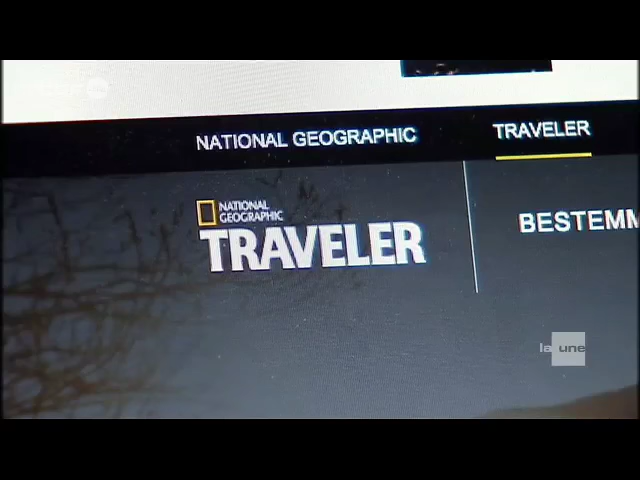 NATIONAL GEOGRAPHIC
TRAVELER
NATIONAL
GEOGRAPHIC
TRAVELER
BESTEMM
la une